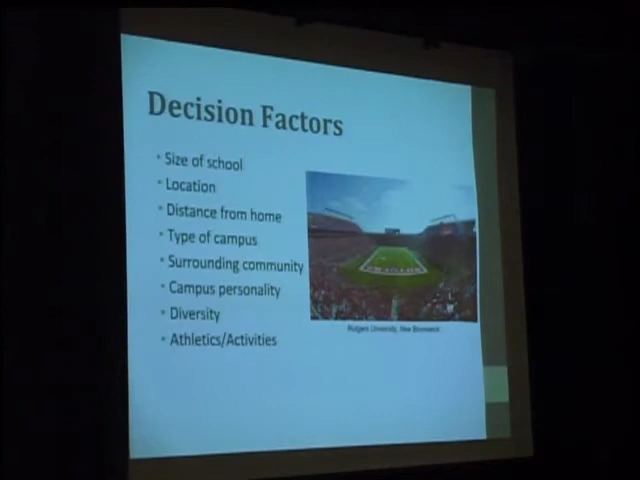 Decision Factors
• Size of school
• Location
• Distance from home
• Type of campus
• Surrounding community
• Campus personality
• Diversity
• Athletics/Activities
Rutgers University, New Brunswick